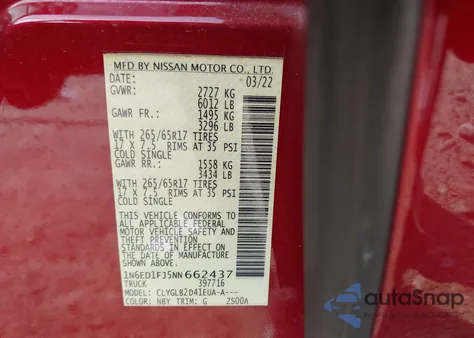 MFD BY NISSAN MOTOR CO., LTD.
DATE: 03/22
GVWR: 2727 KG
6012 LB
GAWR FR.: 1495 KG
3296 LB
WITH 265/65R17 TIRES
17 X 7.5 RIMS AT 35 PSI
COLD SINGLE
GAWR RR.: 1558 KG
3434 LB
WITH 265/65R17 TIRES
17 X 7.5 RIMS AT 35 PSI
COLD SINGLE
THIS VEHICLE CONFORMS TO
ALL APPLICABLE FEDERAL
MOTOR VEHICLE SAFETY
AND THEFT PREVENTION
STANDARDS IN EFFECT ON
THE DATE OF MANUFACTURE
SHOWN ABOVE.
1N6ED1FJ5NN662437
TRUCK 397716
MODEL: CLYGLB2D41EUA-A---
COLOR: NBY TRIM: G ZS00A
autoSnap